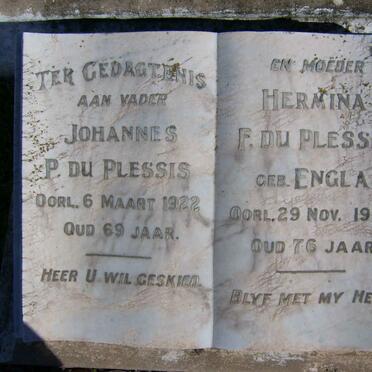 TER GEDAGTENIS
AAN VADER
JOHANNES
P. DU PLESSIS
OORL. 6 MAART 1922
OUD 69 JAAR.
HEER U WIL GESKIED.
EN MOEDER
HERMINA
F. DU PLESS
GEB. ENGLA
OORL. 29 NOV. 19
OUD 76 JAAR
BLYF MET MY HE